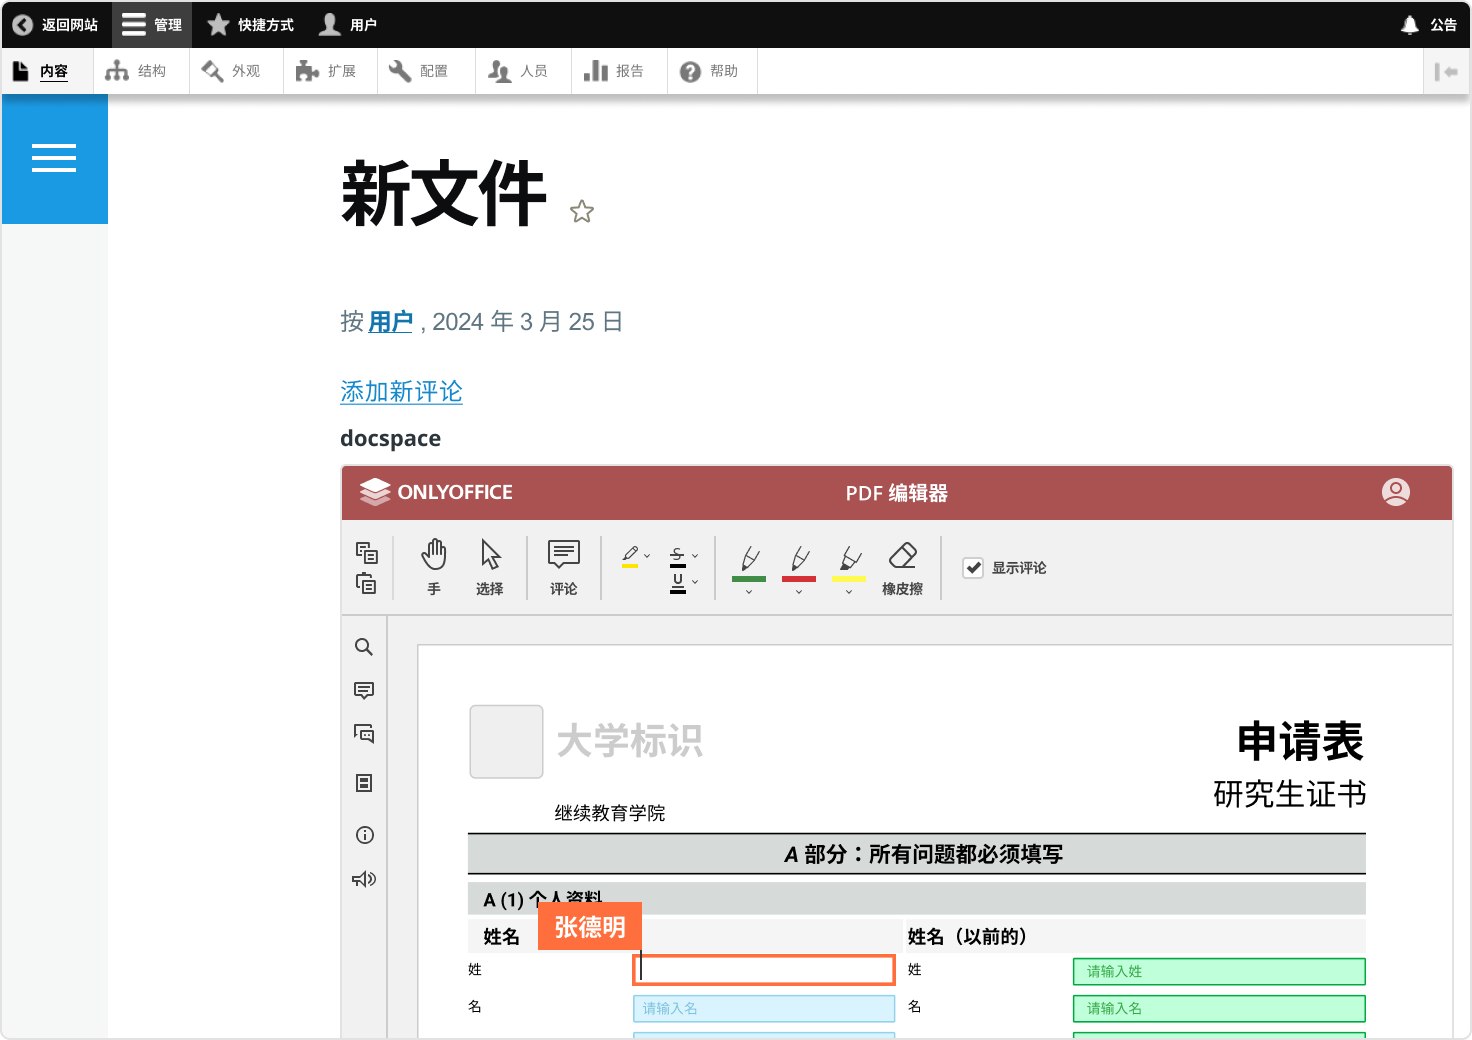 返回网站 管理 快捷方式 用户 公告
内容 结构 外观 扩展 配置 人员 报告 帮助
新文件
按 用户 , 2024 年 3 月 25 日
添加新评论
docspace
ONLYOFFICE PDF 编辑器
手 选择 评论 橡皮擦 显示评论
大学标识 申请表
研究生证书
继续教育学院
A 部分：所有问题都必须填写
A (1) 个人资料
张德明
姓名 姓名（以前的）
姓 姓 请输入姓
名 请输入名 名 请输入名